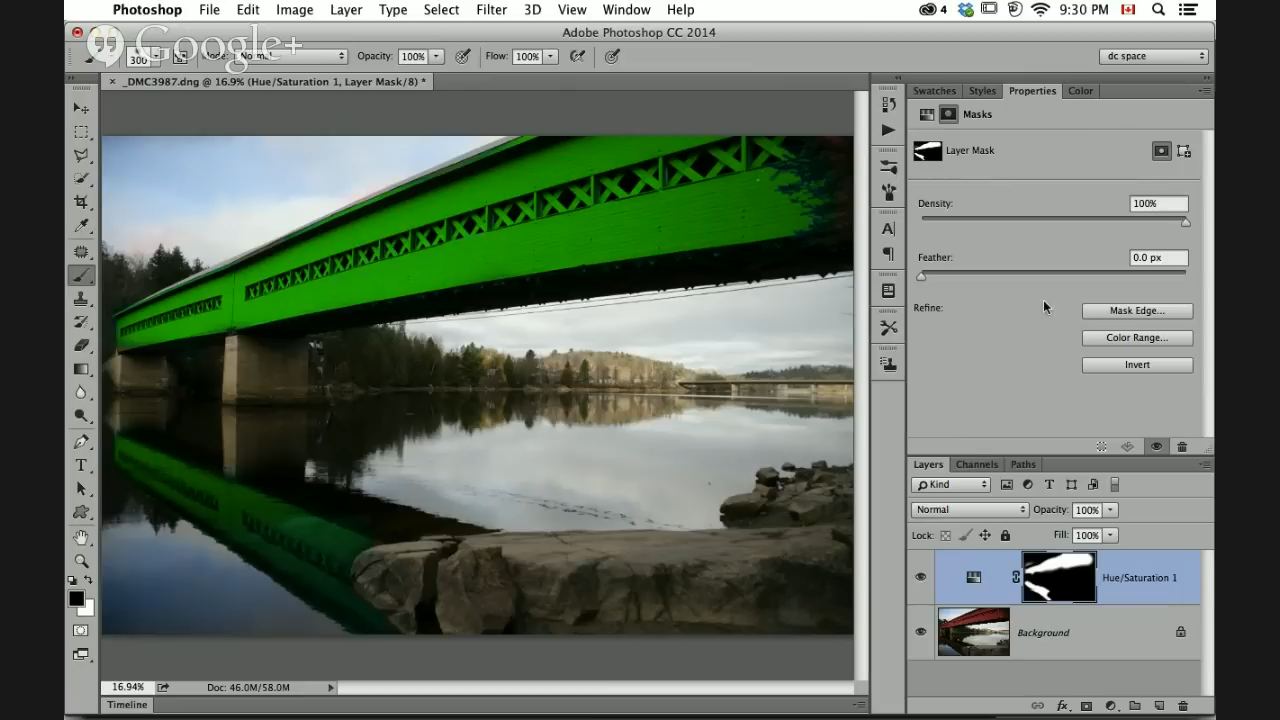 Photoshop File Edit Image Layer Type Select Filter 3D View Window Help 4 9:30 PM
Adobe Photoshop CC 2014
Google+
300 Mode: Normal Opacity: 100% Flow: 100% dc space
× _DMC3987.dng @ 16.9% (Hue/Saturation 1, Layer Mask/8) *
Swatches Styles Properties Color
Masks
Layer Mask
Density: 100%
Feather: 0.0 px
Refine: Mask Edge...
Color Range...
Invert
Layers Channels Paths
Kind
Normal Opacity: 100%
Lock: Fill: 100%
Hue/Saturation 1
Background
16.94% Doc: 46.0M/58.0M
Timeline